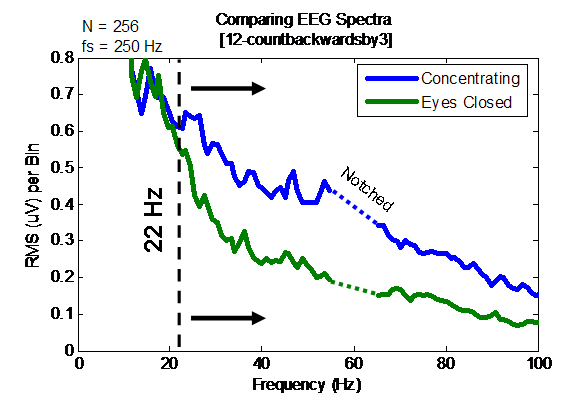 N = 256
fs = 250 Hz
Comparing EEG Spectra
[12-countbackwardsby3]
Concentrating
Eyes Closed
Notched
22 Hz
RMS (uV) per Bin
0.8
0.7
0.6
0.5
0.4
0.3
0.2
0.1
0
0
20
40
60
80
100
Frequency (Hz)